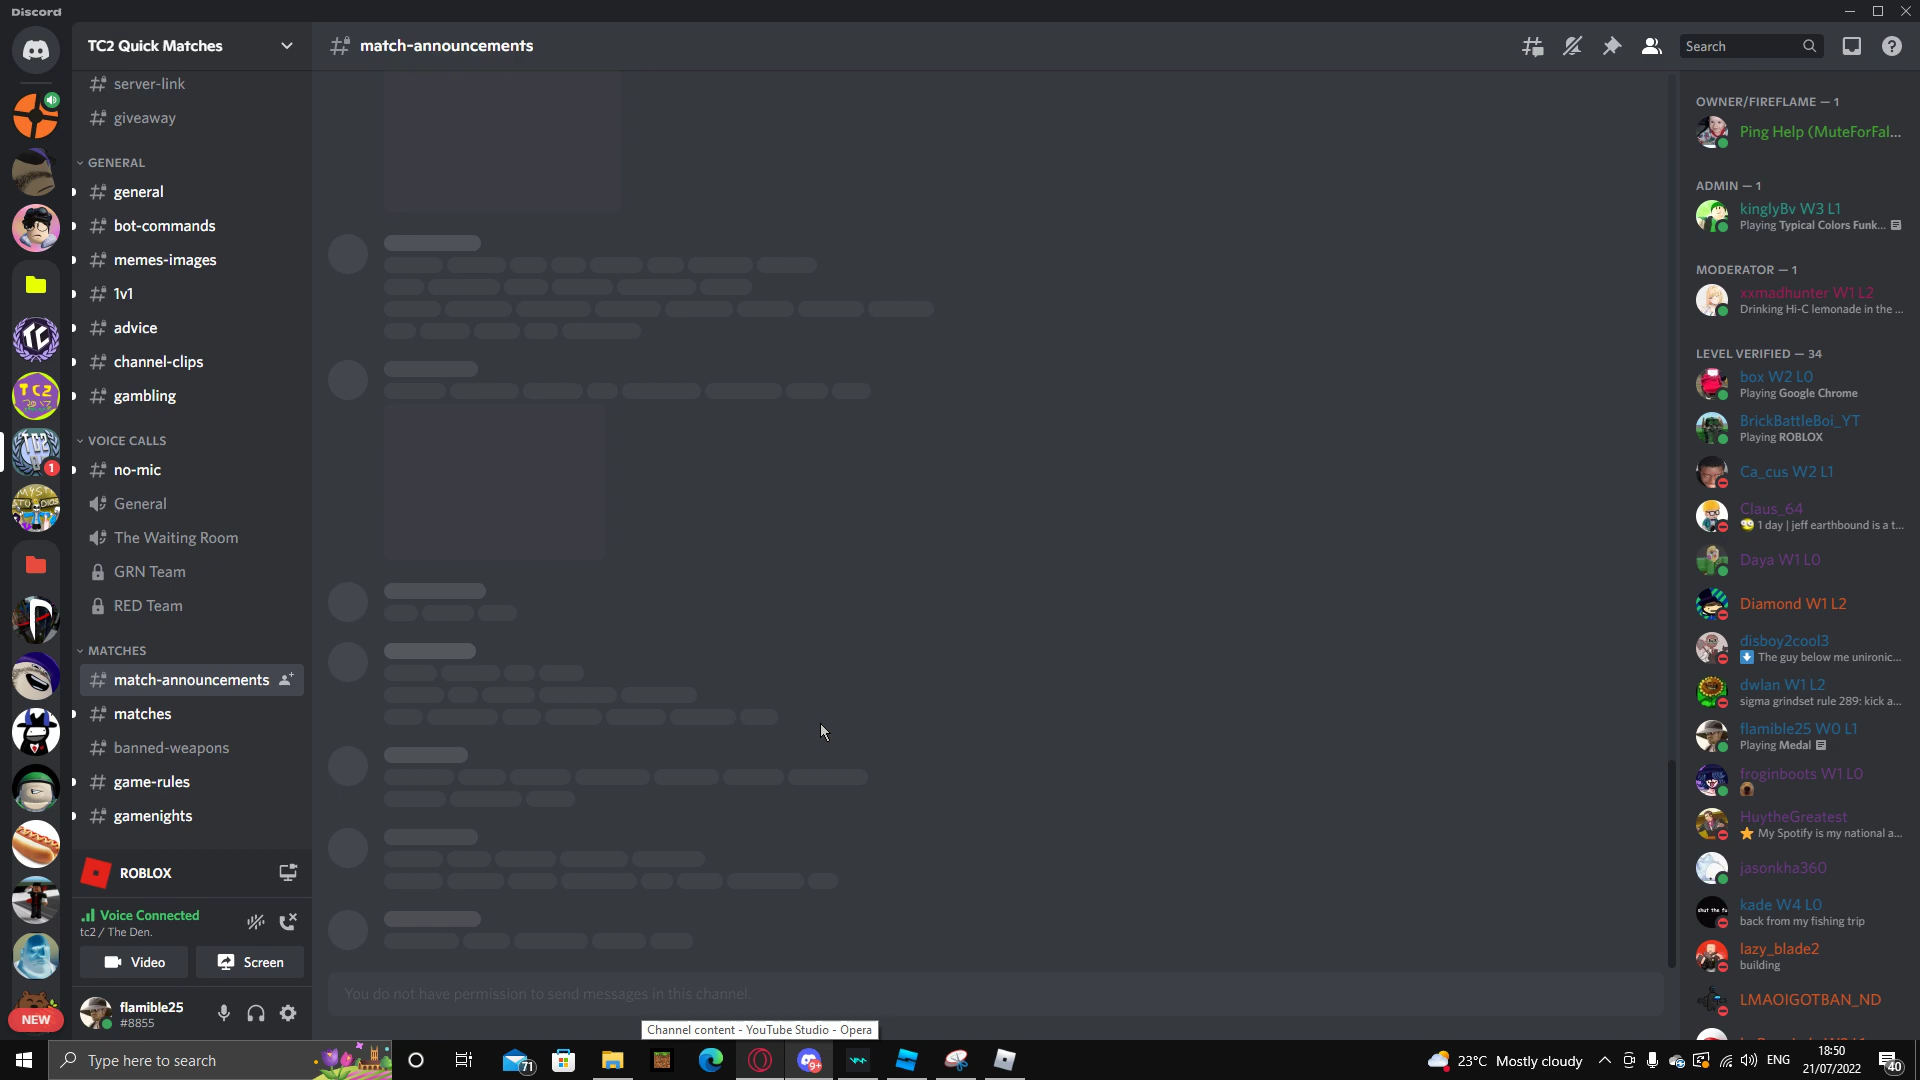 Discord
TC2 Quick Matches
match-announcements
Search
server-link
giveaway
GENERAL
general
bot-commands
memes-images
1v1
advice
channel-clips
gambling
VOICE CALLS
no-mic
General
The Waiting Room
GRN Team
RED Team
MATCHES
match-announcements
matches
banned-weapons
game-rules
gamenights
ROBLOX
Voice Connected
tc2 / The Den.
Video
Screen
flamible25
#8855
NEW
1
You do not have permission to send messages in this channel.
Channel content - YouTube Studio - Opera
OWNER/FIREFLAME — 1
Ping Help (MuteForFal...
ADMIN — 1
kinglyBv W3 L1
Playing Typical Colors Funk...
MODERATOR — 1
xxmadhunter W1 L2
Drinking Hi-C lemonade in the ...
LEVEL VERIFIED — 34
box W2 L0
Playing Google Chrome
BrickBattleBoi_YT
Playing ROBLOX
Ca_cus W2 L1
Claus_64
1 day | jeff earthbound is a t...
Daya W1 L0
Diamond W1 L2
disboy2cool3
The guy below me unironic...
dwlan W1 L2
sigma grindset rule 289: kick a...
flamible25 W0 L1
Playing Medal
froginboots W1 L0
HuytheGreatest
My Spotify is my national a...
jasonkha360
kade W4 L0
back from my fishing trip
lazy_blade2
building
LMAOIGOTBAN_ND
Type here to search
71
9+
23°C Mostly cloudy
ENG
18:50
21/07/2022
40